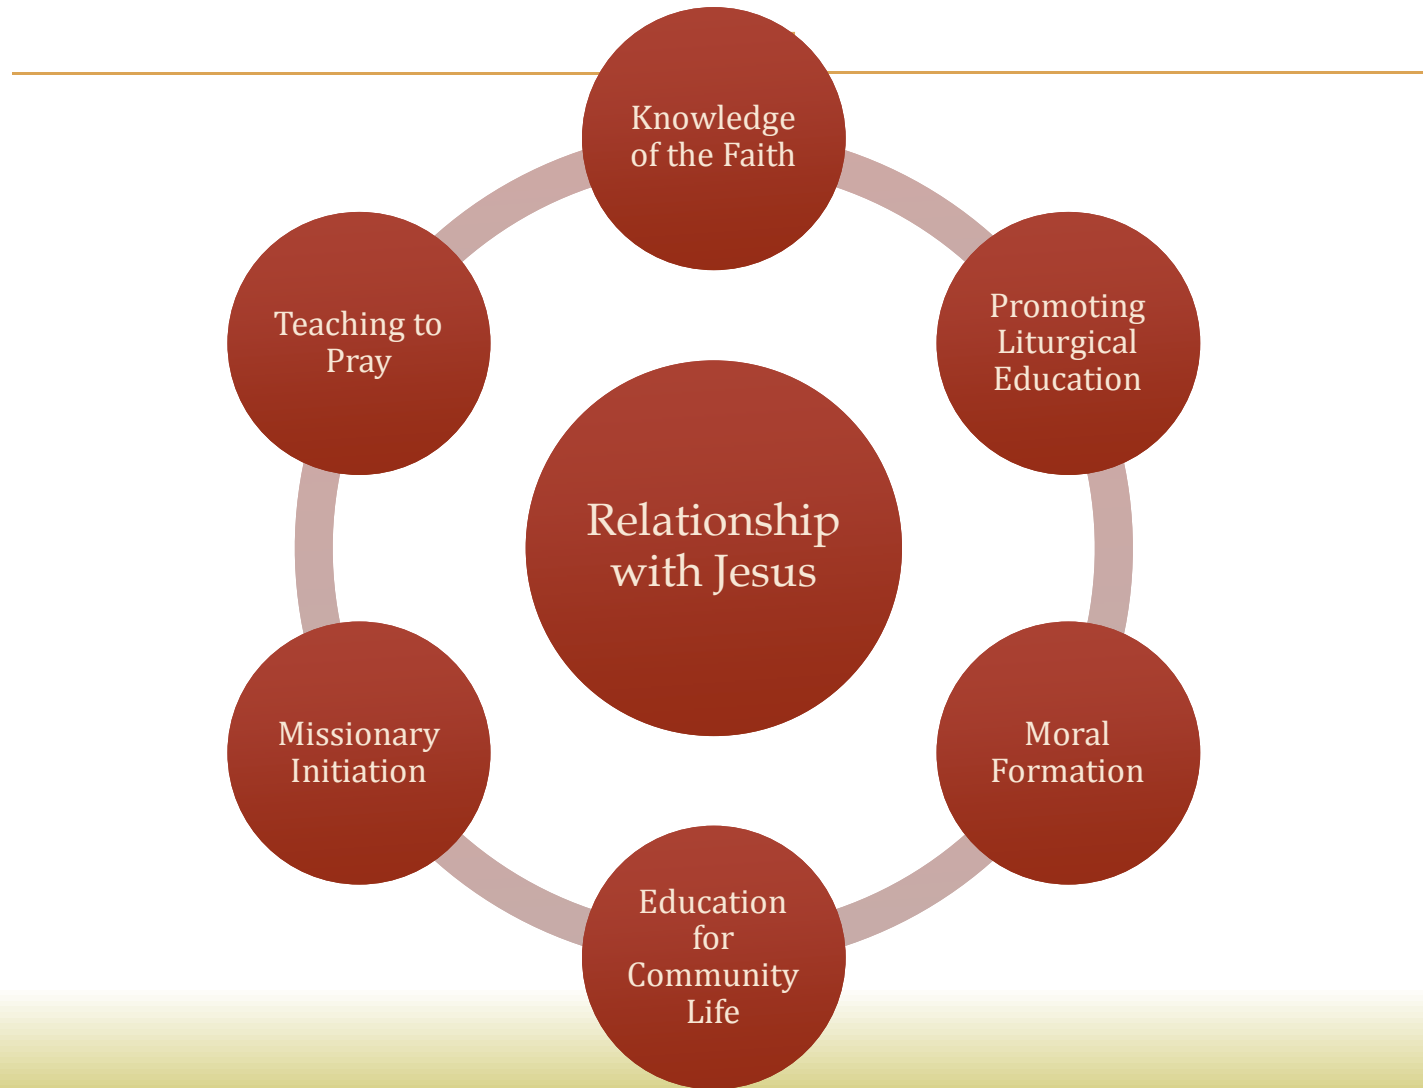 Knowledge
of the Faith
Promoting
Liturgical
Education
Moral
Formation
Education
for
Community
Life
Missionary
Initiation
Teaching to
Pray
Relationship
with Jesus